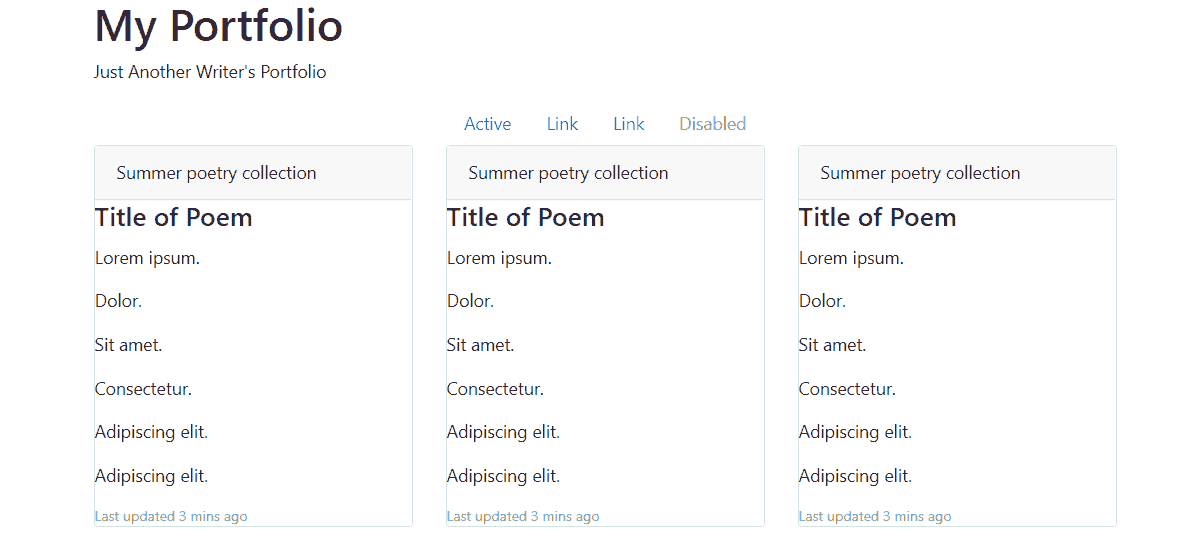 My Portfolio
Just Another Writer's Portfolio
Active Link Link Disabled
Summer poetry collection
Title of Poem
Lorem ipsum.
Dolor.
Sit amet.
Consectetur.
Adipiscing elit.
Adipiscing elit.
Last updated 3 mins ago
Summer poetry collection
Title of Poem
Lorem ipsum.
Dolor.
Sit amet.
Consectetur.
Adipiscing elit.
Adipiscing elit.
Last updated 3 mins ago
Summer poetry collection
Title of Poem
Lorem ipsum.
Dolor.
Sit amet.
Consectetur.
Adipiscing elit.
Adipiscing elit.
Last updated 3 mins ago